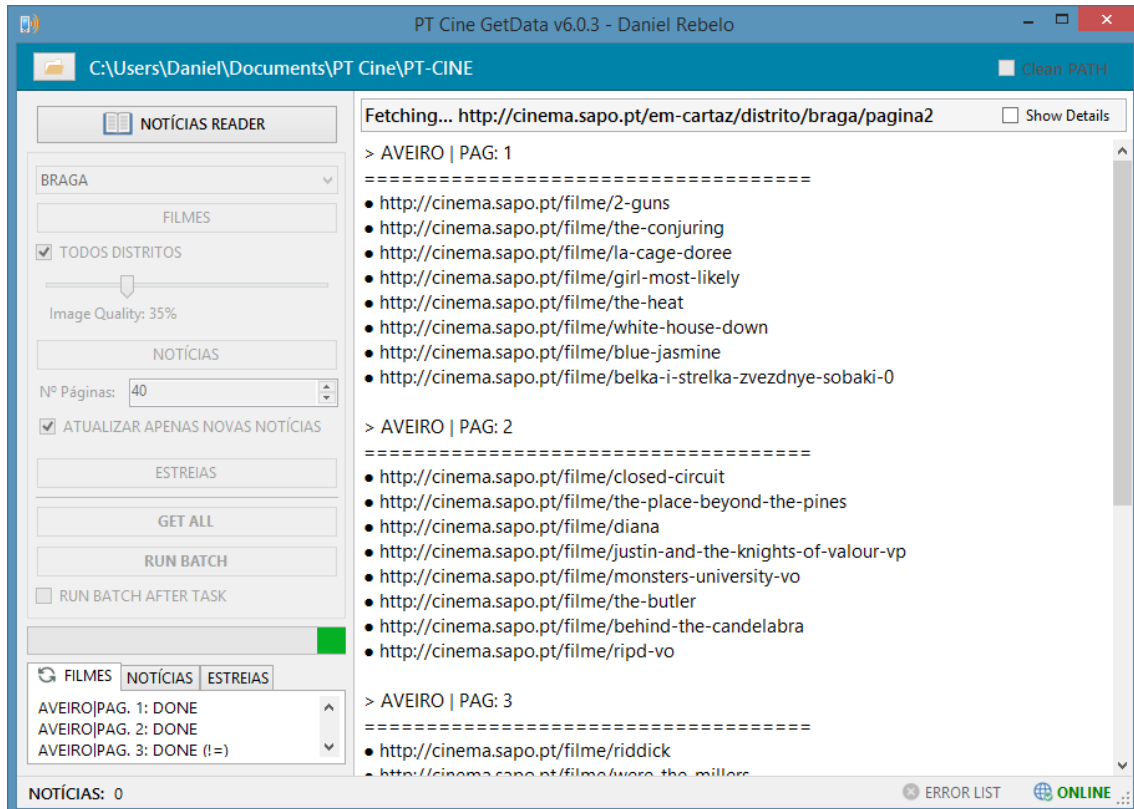 PT Cine GetData v6.0.3 - Daniel Rebelo
C:\Users\Daniel\Documents\PT Cine\PT-CINE
Clean PATH
NOTÍCIAS READER
BRAGA
FILMES
TODOS DISTRITOS
Image Quality: 35%
NOTÍCIAS
Nº Páginas: 40
ATUALIZAR APENAS NOVAS NOTÍCIAS
ESTREIAS
GET ALL
RUN BATCH
RUN BATCH AFTER TASK
FILMES NOTÍCIAS ESTREIAS
AVEIRO|PAG. 1: DONE
AVEIRO|PAG. 2: DONE
AVEIRO|PAG. 3: DONE (!=)
Fetching... http://cinema.sapo.pt/em-cartaz/distrito/braga/pagina2
Show Details
> AVEIRO | PAG: 1
====================================
● http://cinema.sapo.pt/filme/2-guns
● http://cinema.sapo.pt/filme/the-conjuring
● http://cinema.sapo.pt/filme/la-cage-doree
● http://cinema.sapo.pt/filme/girl-most-likely
● http://cinema.sapo.pt/filme/the-heat
● http://cinema.sapo.pt/filme/white-house-down
● http://cinema.sapo.pt/filme/blue-jasmine
● http://cinema.sapo.pt/filme/belka-i-strelka-zvezdnye-sobaki-0
> AVEIRO | PAG: 2
====================================
● http://cinema.sapo.pt/filme/closed-circuit
● http://cinema.sapo.pt/filme/the-place-beyond-the-pines
● http://cinema.sapo.pt/filme/diana
● http://cinema.sapo.pt/filme/justin-and-the-knights-of-valour-vp
● http://cinema.sapo.pt/filme/monsters-university-vo
● http://cinema.sapo.pt/filme/the-butler
● http://cinema.sapo.pt/filme/behind-the-candelabra
● http://cinema.sapo.pt/filme/ripd-vo
> AVEIRO | PAG: 3
====================================
● http://cinema.sapo.pt/filme/riddick
● http://cinema.sapo.pt/filme/were-the-millers
NOTÍCIAS: 0
ERROR LIST
ONLINE